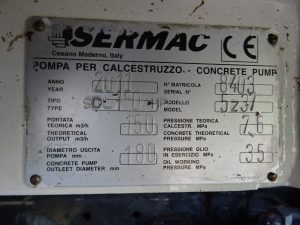 SERMAC CE
Cesano Maderno, Italy
POMPA PER CALCESTRUZZO - CONCRETE PUMP
ANNO
YEAR
N° MATRICOLA
SERIAL N°
TIPO
TYPE
MODELLO
MODEL
5Z37
PORTATA
TEORICA m3/h
THEORETICAL
OUTPUT m3/h
150
PRESSIONE TEORICA
CALCESTR. MPa
CONCRETE THEORETICAL
PRESSURE MPa
7,6
DIAMETRO USCITA
POMPA mm
CONCRETE PUMP
OUTLEET DIAMETER mm
180
PRESSIONE OLIO
IN ESERCIZIO MPa
OIL WORKING
PRESSURE MPa
35